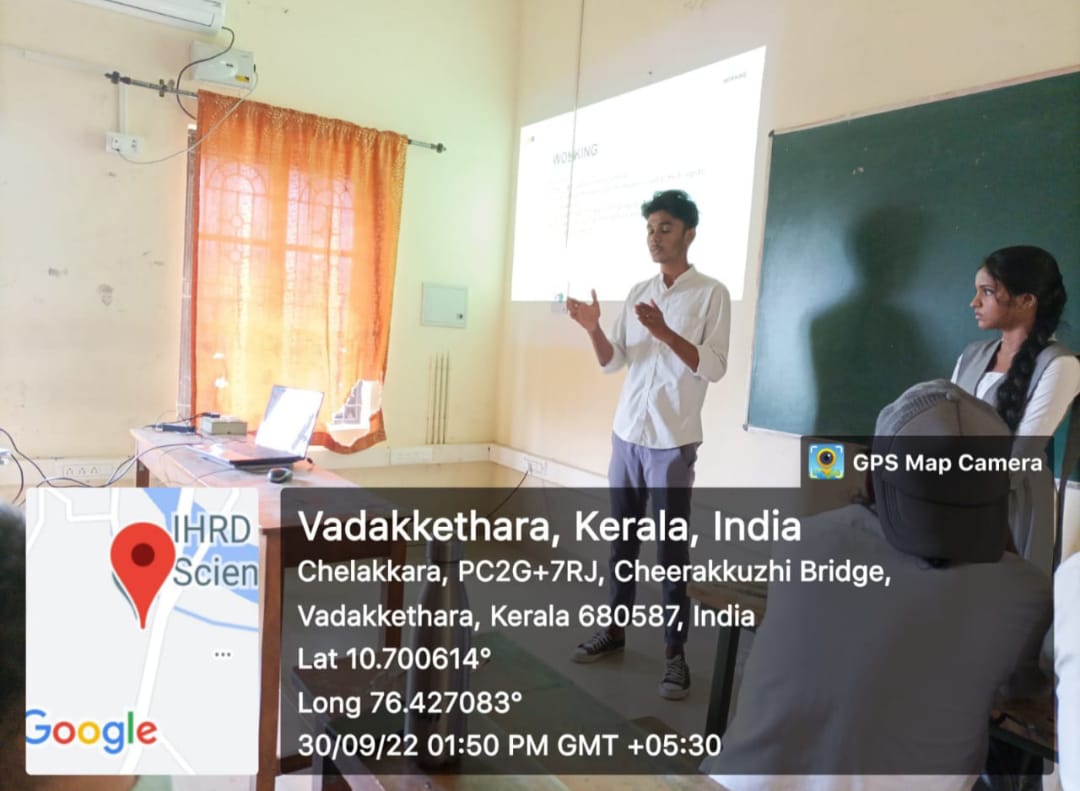 WORKING
GPS Map Camera
IHRD
Scien
Google
Vadakkethara, Kerala, India
Chelakkara, PC2G+7RJ, Cheerakkuzhi Bridge,
Vadakkethara, Kerala 680587, India
Lat 10.700614°
Long 76.427083°
30/09/22 01:50 PM GMT +05:30